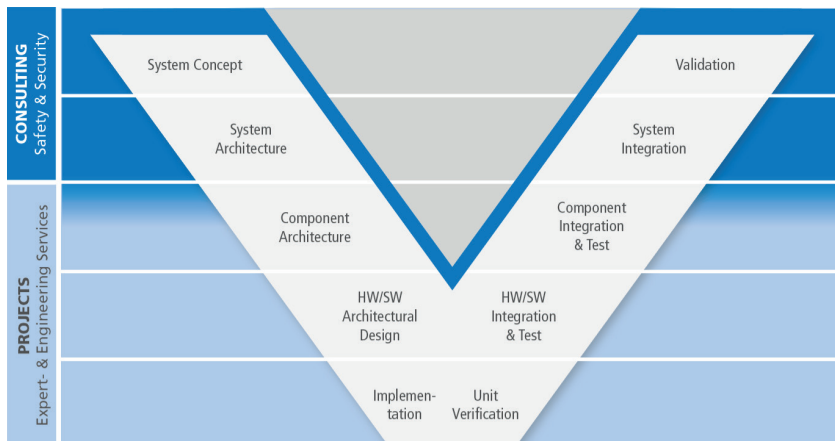 CONSULTING
Safety & Security
PROJECTS
Expert- & Engineering Services
System Concept
Validation
System
Architecture
System
Integration
Component
Architecture
Component
Integration
& Test
HW/SW
Architectural
Design
HW/SW
Integration
& Test
Implemen-
tation
Unit
Verification